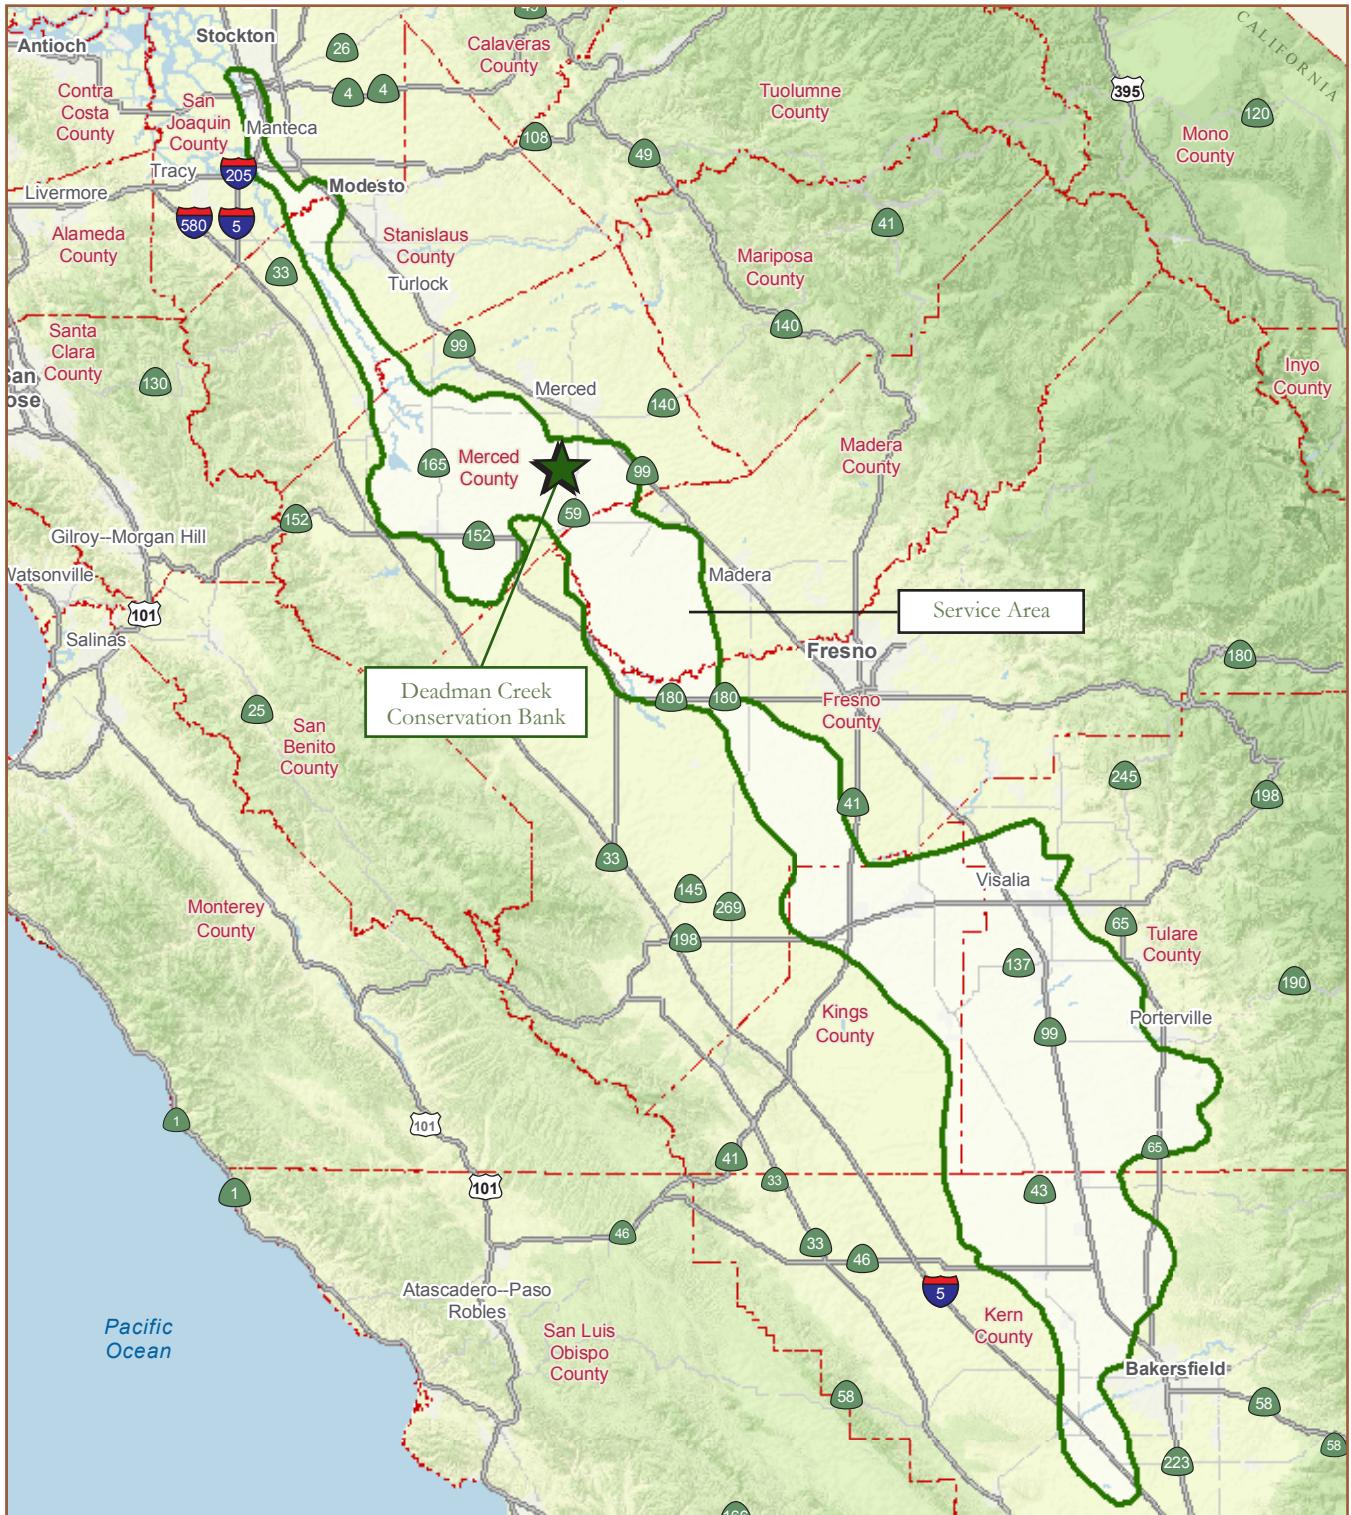 Antioch
Stockton
26
Calaveras
County
49
395
CALIFORNIA
Contra
Costa
County
San
Joaquin
County
4
4
Tuolumne
County
120
Mono
County
Manteca
108
49
Tracy
205
Livermore
Modesto
580
5
41
Alameda
County
Stanislaus
County
Mariposa
County
33
Turlock
140
Santa
Clara
County
99
130
San
Jose
Merced
140
Inyo
County
165
Merced
County
99
Madera
County
59
152
152
Gilroy--Morgan Hill
Watsonville
Madera
101
Service Area
Salinas
Fresno
180
Deadman Creek
Conservation Bank
180
180
Fresno
County
25
San
Benito
County
245
198
41
33
145
269
Visalia
Monterey
County
65
198
Tulare
County
137
190
Kings
County
Porterville
99
1
101
41
65
33
1
101
43
46
33
46
5
Atascadero--Paso
Robles
Kern
County
Pacific
Ocean
San Luis
Obispo
County
Bakersfield
58
58
58
223
166